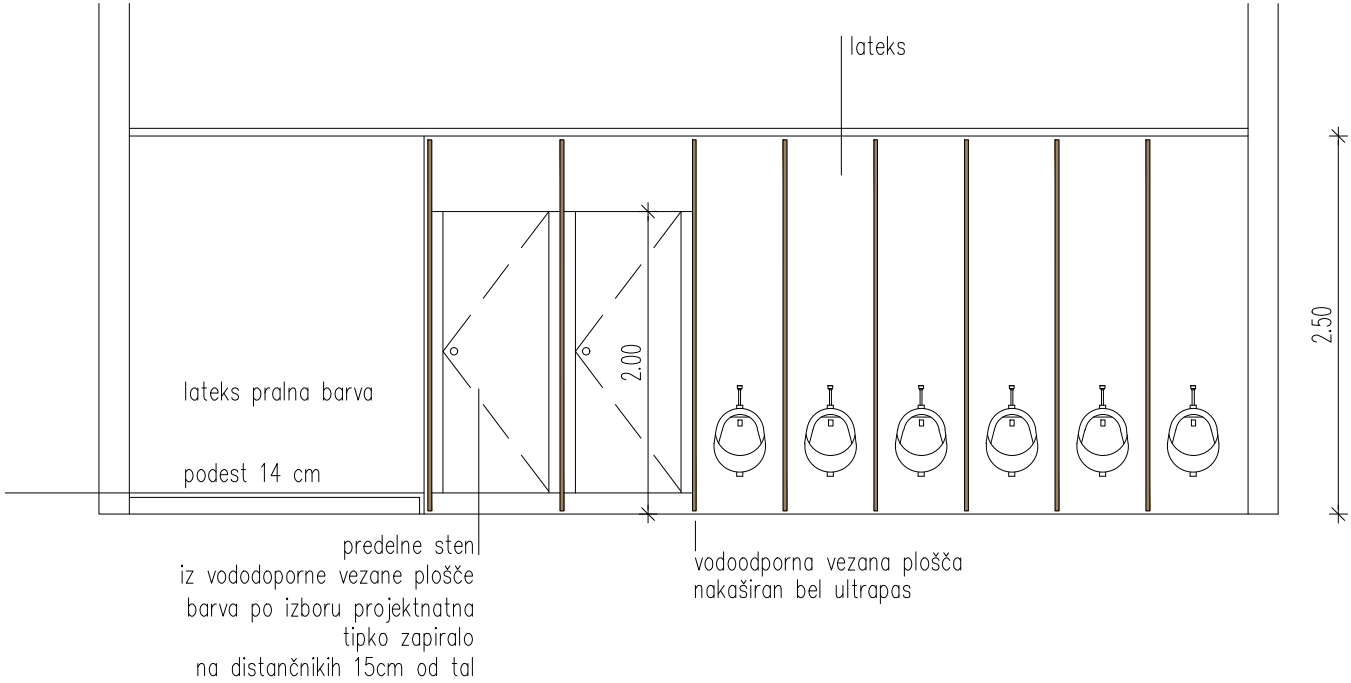 lateks
2.50
2.00
lateks pralna barva
podest 14 cm
predelne sten
iz vododoporne vezane plošče
barva po izboru projektnatna
tipko zapiralo
na distančnikih 15cm od tal
vodoodporna vezana plošča
nakaširan bel ultrapas